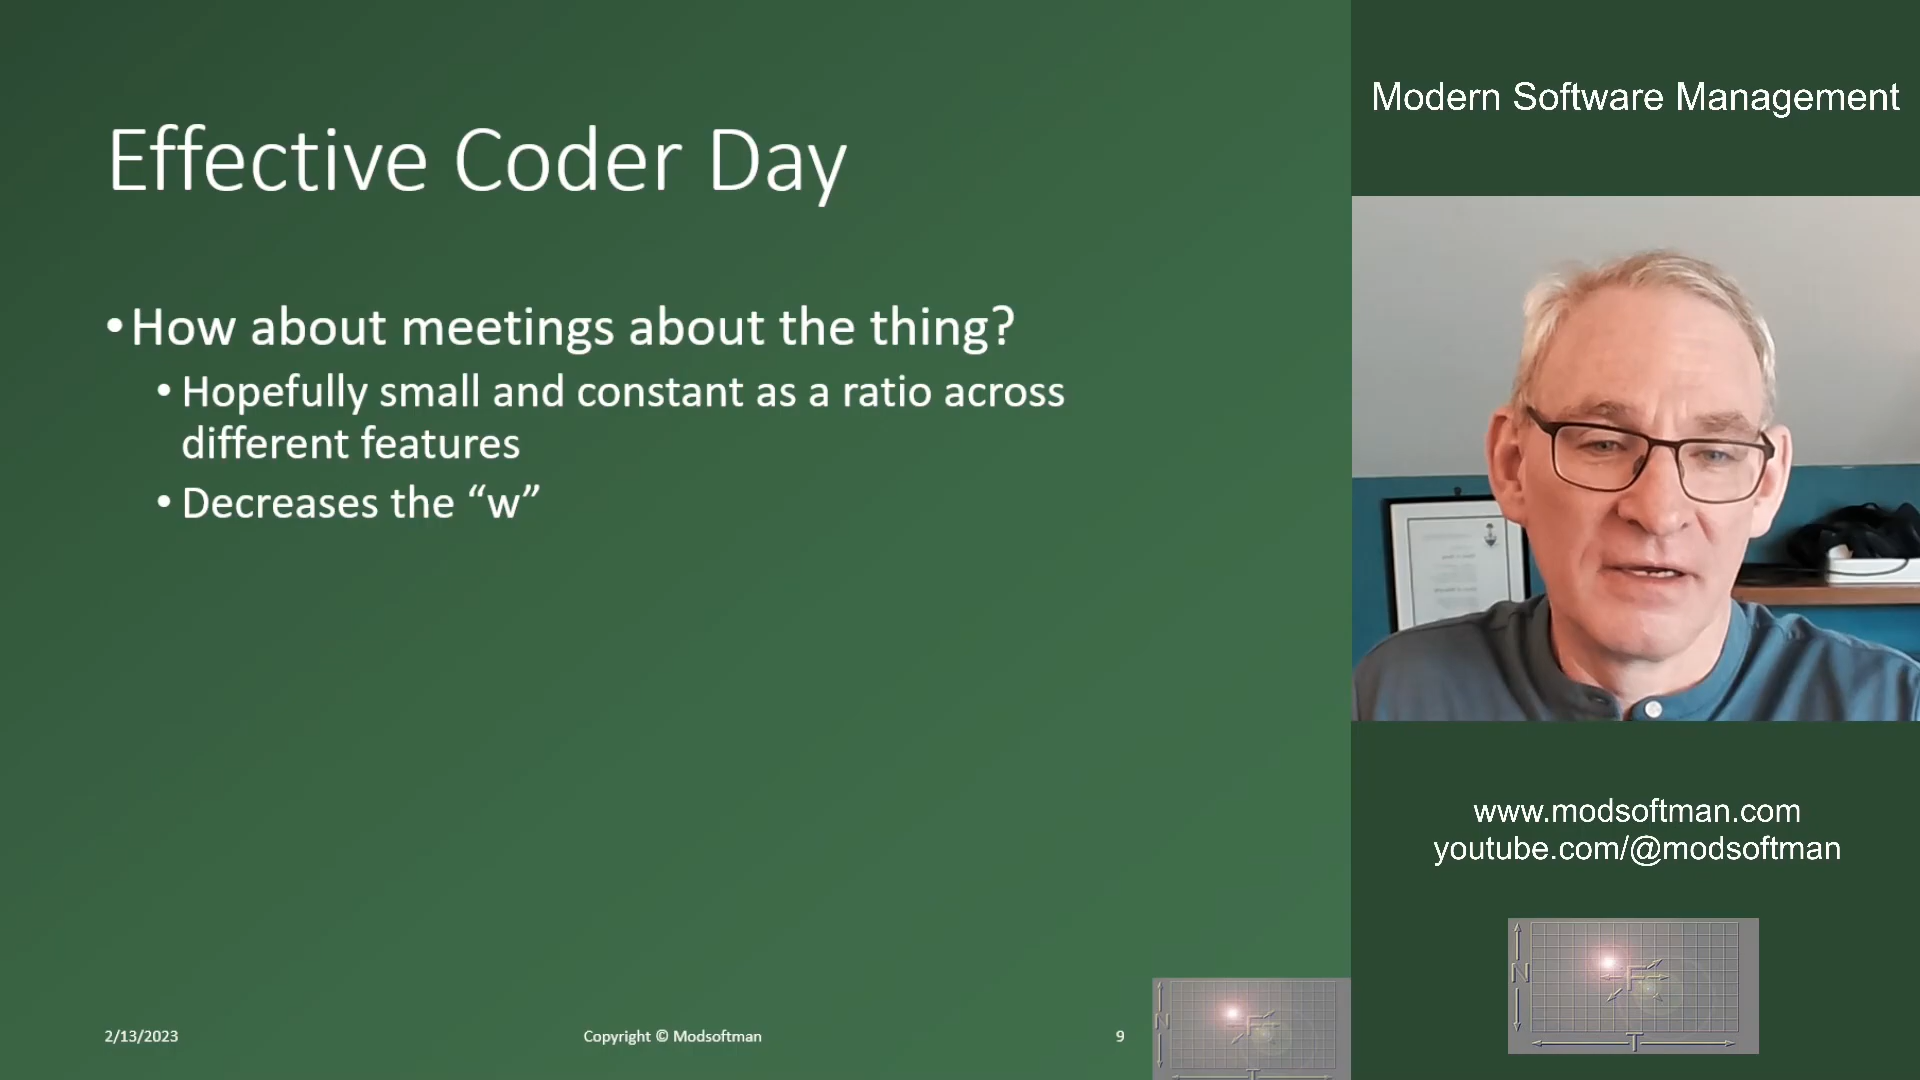 Effective Coder Day
• How about meetings about the thing?
• Hopefully small and constant as a ratio across
different features
• Decreases the “w”
2/13/2023
Copyright © Modsoftman
9
N
F
T
Modern Software Management
www.modsoftman.com
youtube.com/@modsoftman
N
F
T